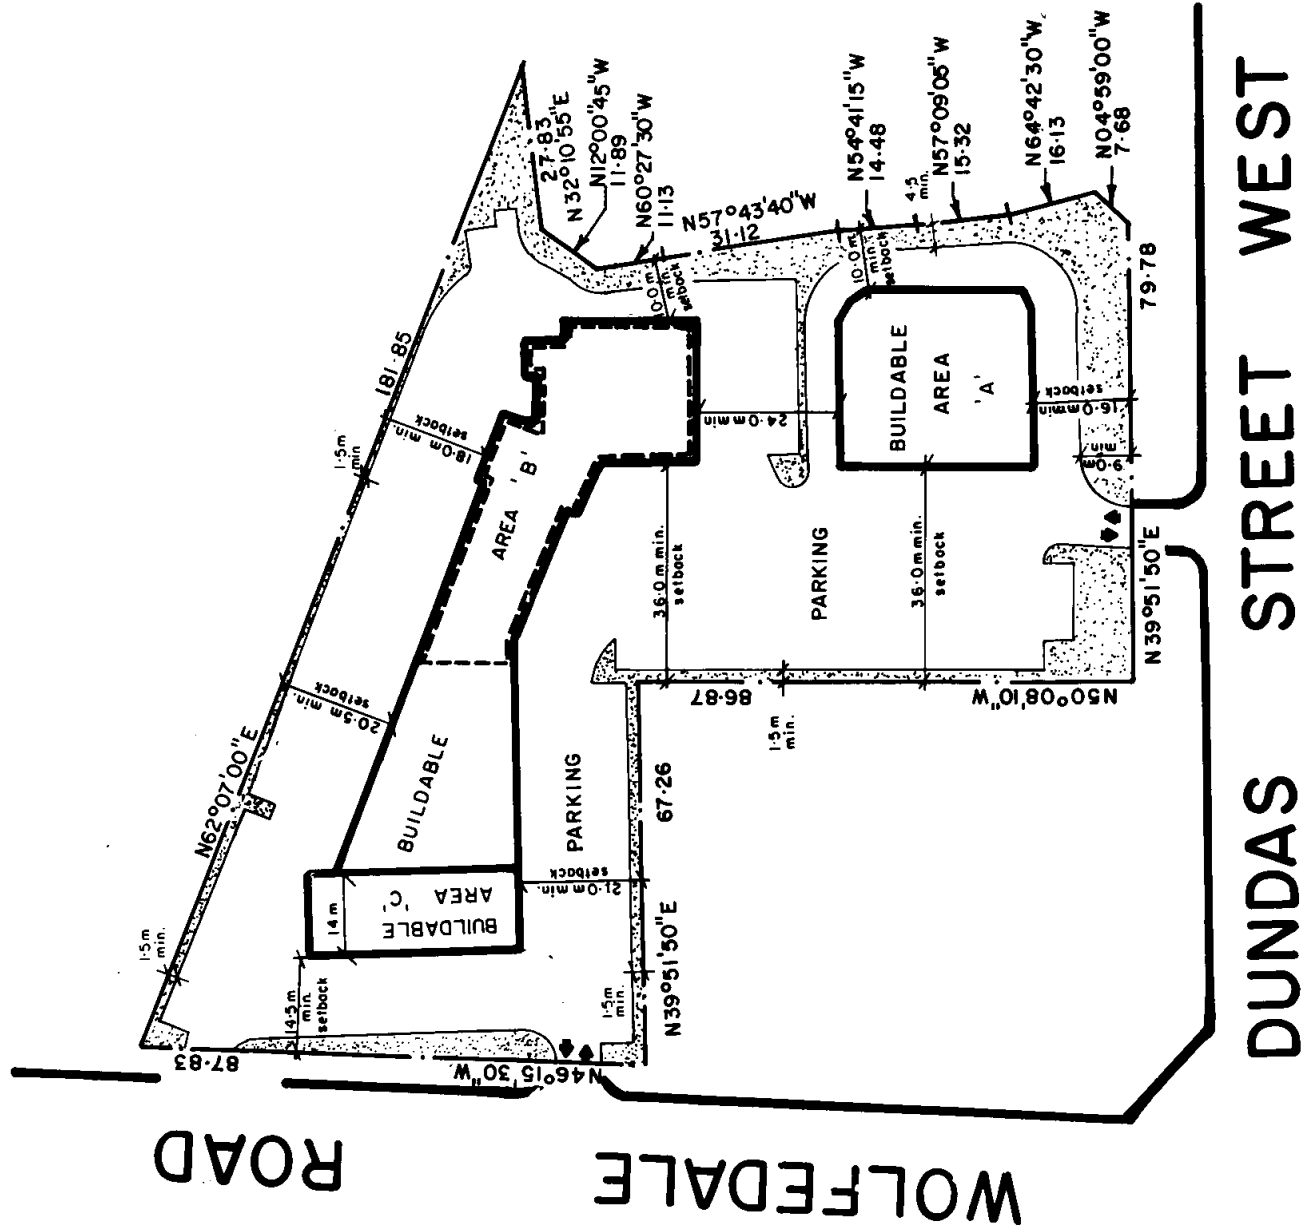 27.83
N32°10'55"E
N12°00'45"W
11.89
N60°27'30"W
11.13
N57°43'40"W
31.12
N54°41'15"W
14.48
4.5
min.
N57°09'05"W
15.32
N64°42'30"W
16.13
N04°59'00"W
7.68
181.85
1.5m
min
18.0m min.
setback
10.0m
min
setback
10.0m
min
setback
79.78
BUILDABLE
AREA
'A'
16.0m min
setback
9.0m
min
24.0m min
AREA 'B'
36.0m min.
setback
PARKING
36.0m min.
setback
N39°51'50"E
20.5m min.
setback
N62°07'00"E
BUILDABLE
PARKING
86.87
1.5m
min.
N50°08'10"W
67.26
21.0m min.
setback
14m
BUILDABLE
AREA 'C'
1.5m
min.
14.5m
min.
setback
1.5m
min.
N39°51'50"E
87.83
N46°15'30"W
WOLFEDALE ROAD
DUNDAS STREET WEST